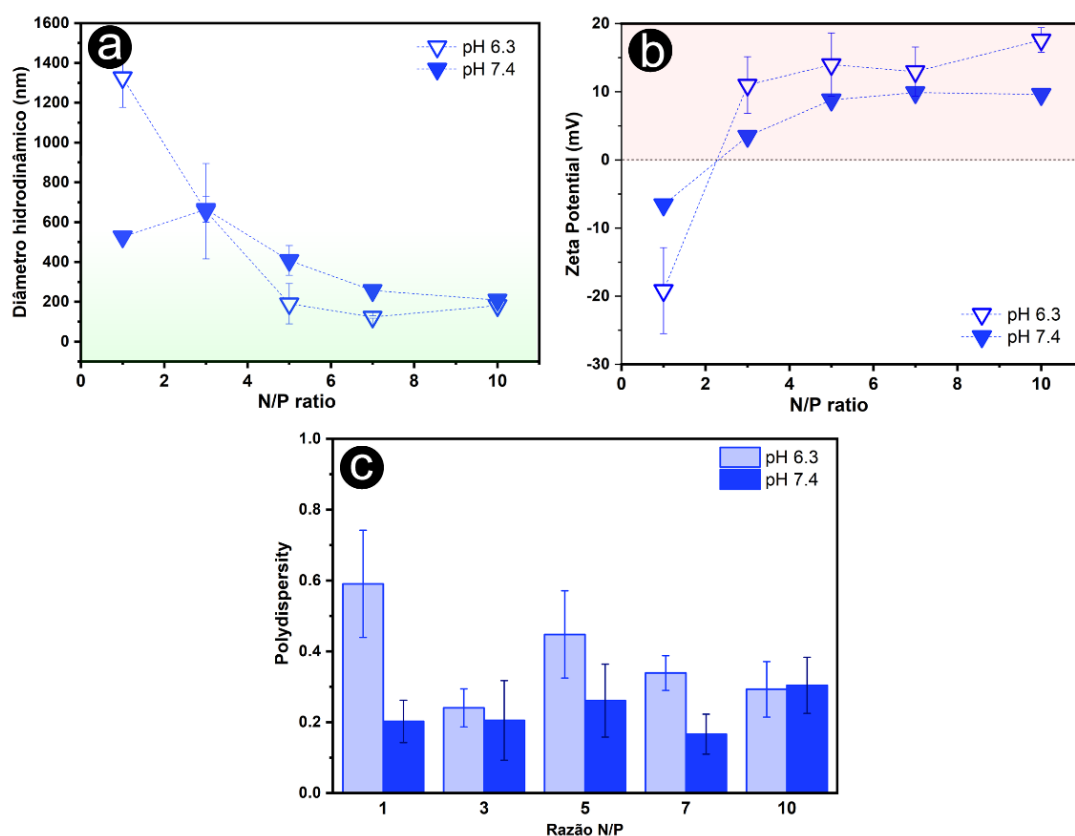 a
pH 6.3
pH 7.4
Diâmetro hidrodinâmico (nm)
1600
1400
1200
1000
800
600
400
200
0
0 2 4 6 8 10
N/P ratio
b
Zeta Potential (mV)
20
10
0
-10
-20
-30
pH 6.3
pH 7.4
0 2 4 6 8 10
N/P ratio
c
pH 6.3
pH 7.4
Polydispersity
1.0
0.8
0.6
0.4
0.2
0.0
1 3 5 7 10
Razão N/P